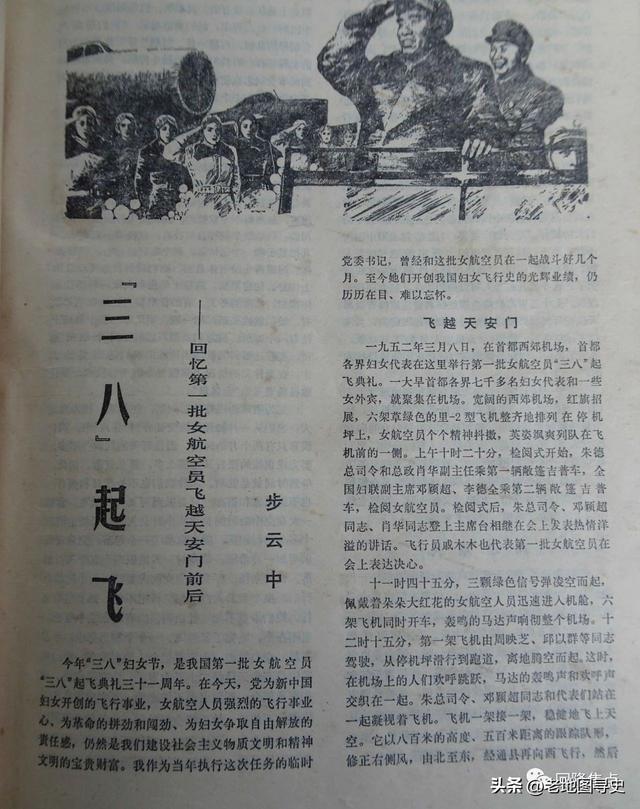 『三八』起飞
——回忆第一批女航空员飞越天安门前后
步云中
今年“三八”妇女节，是我国第一批女航空员
“三八”起飞典礼三十一周年。在今天，党为新中国
妇女开创的飞行事业，女航空人员强烈的飞行事业
心、为革命的拼劲和闯劲、为妇女争取自由解放的
责任感，仍然是我们建设社会主义物质文明和精神
文明的宝贵财富。我作为当年执行这次任务的临时
党委书记，曾经和这批女航空员在一起战斗好几个
月。至今她们开创我国妇女飞行史的光辉业绩，仍
历历在目、难以忘怀。
飞越天安门
一九五二年三月八日，在首都西郊机场，首都
各界妇女代表在这里举行第一批女航空员“三八”起
飞典礼。一大早首都各界七千多名妇女代表和一些
女外宾，就聚集在机场。宽阔的西郊机场，红旗招
展，六架草绿色的里-2型飞机整齐地排列在停机
坪上，女航空员个个精神抖擞，英姿飒爽列队在飞
机前的一侧。上午十时二十分，检阅式开始，朱德
总司令和总政肖华副主任乘第一辆敞篷吉普车，全
国妇联副主席邓颖超、李德全乘第二辆敞篷吉普
车，检阅女航空员。检阅式后，朱总司令、邓颖超
同志、肖华同志登上主席台相继在会上发表热情洋
溢的讲话。飞行员戚木木也代表第一批女航空员在
会上表达决心。
十一时四十五分，三颗绿色信号弹凌空而起，
佩戴着朵朵大红花的女航空人员迅速进入机舱，六
架飞机同时开车，轰鸣的马达声响彻整个机场。十
二时十五分，第一架飞机由周映芝、邱以群等同志
驾驶，从停机坪滑行到跑道，离地腾空而起。这时，
在机场上的人们欢呼跳跃，马达的轰鸣声和欢呼声
交织在一起。朱总司令、邓颖超同志和代表们站在
一起凝视着飞机。飞机一架接一架，稳健地飞上天
空。它以八百米的高度、五百米距离的跟踪队形，
修正右侧风，由北至东，经通县再向西飞行，然后
头条 @老地图寻史